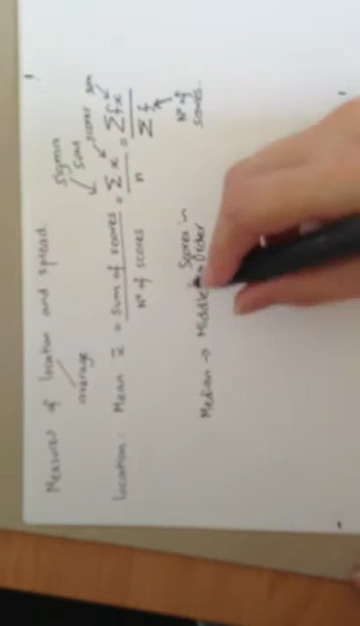 Measures of location and spread.
average
Sigma
sum
scores sum
Location: Mean x̄ = sum of scores / Nº of scores = Σx / n = Σfx / Σf
Nº of scores.
Median → Middle
Scores in
order